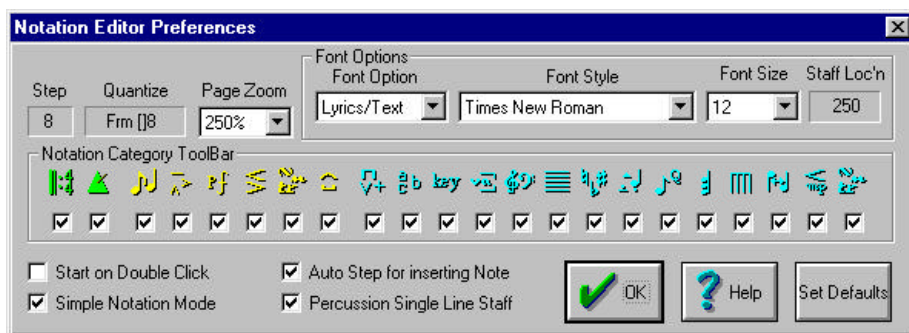 Notation Editor Preferences
Font Options
Step Quantize Page Zoom Font Option Font Style Font Size Staff Loc'n
8 Frm []8 250% Lyrics/Text Times New Roman 12 250
Notation Category ToolBar
key
Start on Double Click Auto Step for inserting Note OK Help Set Defaults
Simple Notation Mode Percussion Single Line Staff